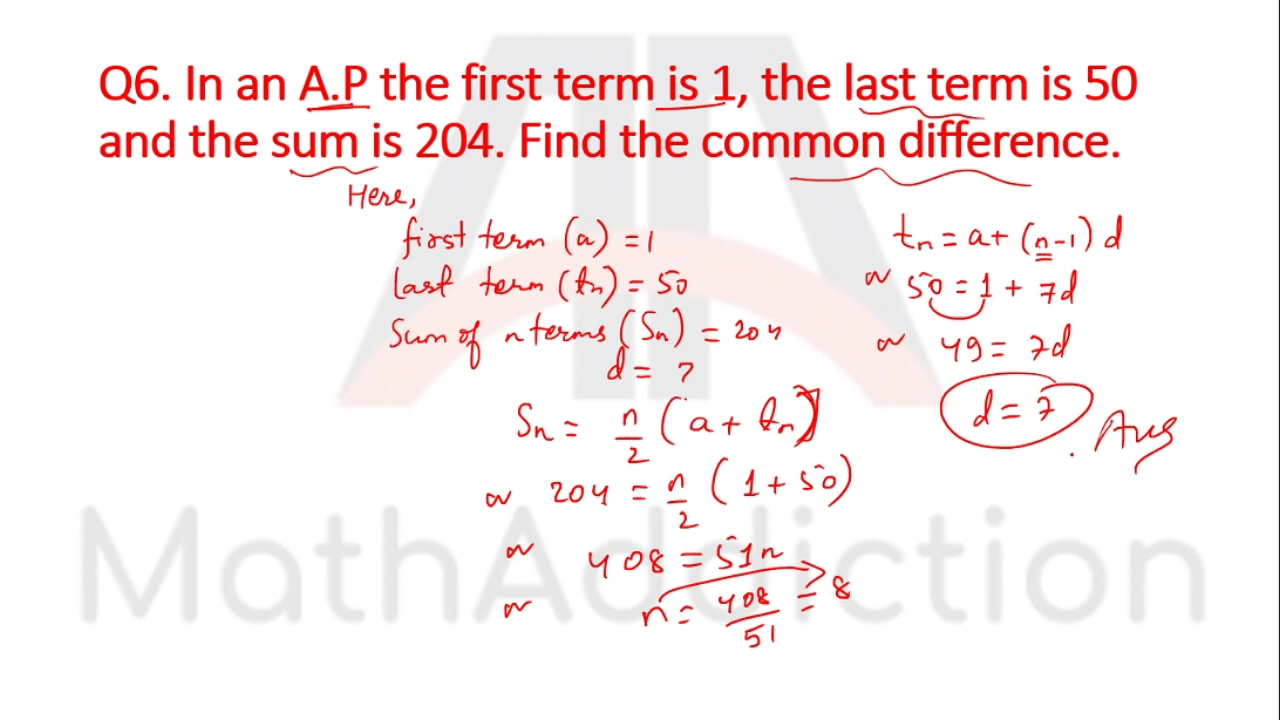 Q6. In an A.P the first term is 1, the last term is 50
and the sum is 204. Find the common difference.
Here,
first term (a) = 1
last term (tn) = 50
Sum of n terms (Sn) = 204
d = ?
Sn = n/2 (a + tn)
or 204 = n/2 (1 + 50)
or 408 = 51n
or n = 408/51 = 8
tn = a + (n-1) d
or 50 = 1 + 7d
or 49 = 7d
d = 7 Ans
MathAddiction